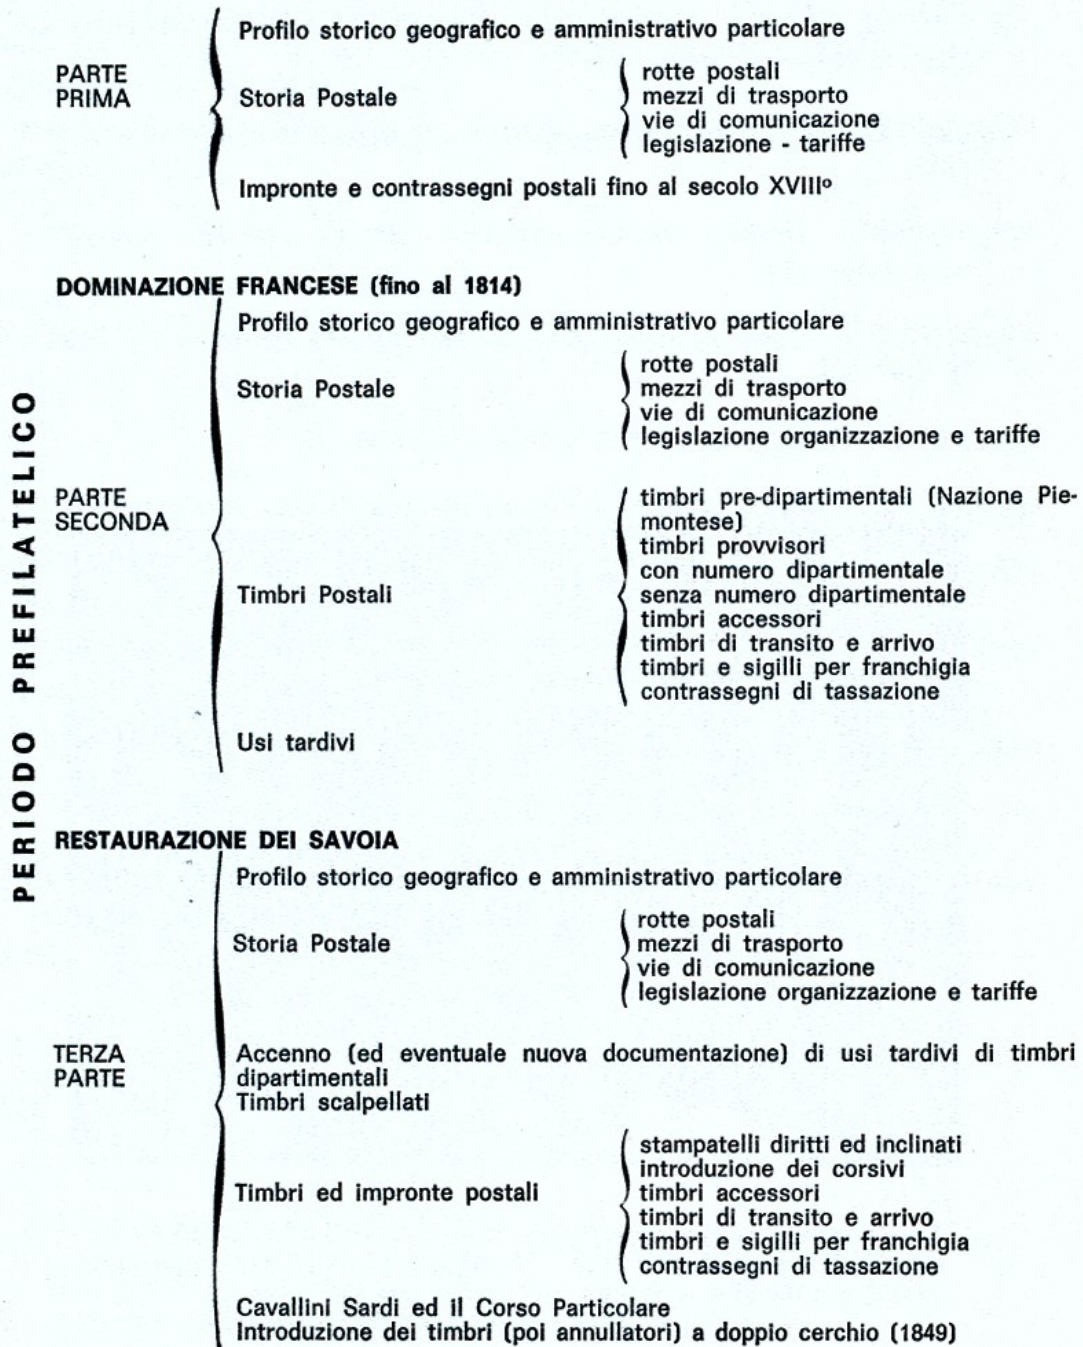 PERIODO PREFILATELICO
PARTE
PRIMA
Profilo storico geografico e amministrativo particolare
Storia Postale
rotte postali
mezzi di trasporto
vie di comunicazione
legislazione - tariffe
Impronte e contrassegni postali fino al secolo XVIIIº
DOMINAZIONE FRANCESE (fino al 1814)
PARTE
SECONDA
Profilo storico geografico e amministrativo particolare
Storia Postale
rotte postali
mezzi di trasporto
vie di comunicazione
legislazione organizzazione e tariffe
Timbri Postali
timbri pre-dipartimentali (Nazione Pie-
montese)
timbri provvisori
con numero dipartimentale
senza numero dipartimentale
timbri accessori
timbri di transito e arrivo
timbri e sigilli per franchigia
contrassegni di tassazione
Usi tardivi
RESTAURAZIONE DEI SAVOIA
TERZA
PARTE
Profilo storico geografico e amministrativo particolare
Storia Postale
rotte postali
mezzi di trasporto
vie di comunicazione
legislazione organizzazione e tariffe
Accenno (ed eventuale nuova documentazione) di usi tardivi di timbri
dipartimentali
Timbri scalpellati
Timbri ed impronte postali
stampatelli diritti ed inclinati
introduzione dei corsivi
timbri accessori
timbri di transito e arrivo
timbri e sigilli per franchigia
contrassegni di tassazione
Cavallini Sardi ed il Corso Particolare
Introduzione dei timbri (poi annullatori) a doppio cerchio (1849)